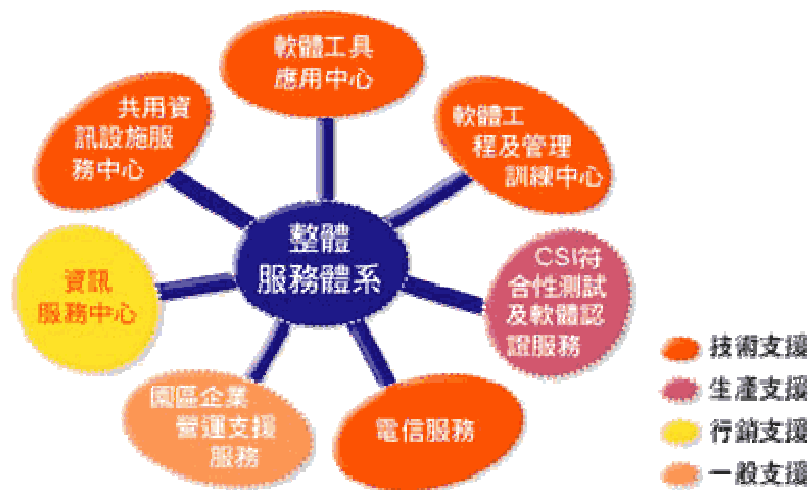 軟體工具
應用中心
共用資
訊設施服
務中心
軟體工
程及管理
訓練中心
整體
服務體系
資訊
服務中心
CSI符
合性測試
及軟體認
證服務
園區企業
營運支援
服務
電信服務
技術支援
生產支援
行銷支援
一般支援